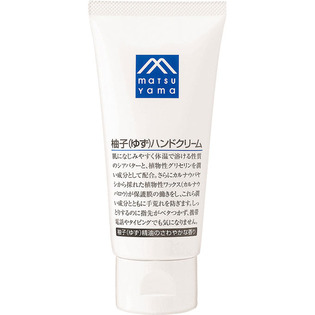 matsu
yama
柚子(ゆず)ハンドクリーム
肌になじみやすく体温で溶ける性質
のシアバターと、植物性グリセリンを潤
い成分として配合。さらにカルナウバヤ
シから採れた植物性ワックス(カルナウ
バロウ)が保護膜の働きをし、これら潤
い成分とともに手荒れを防ぎます。しっ
とりするのに指先がベタつかず、携帯
電話やタイピングでも気になりません。
柚子(ゆず)精油のさわやかな香り